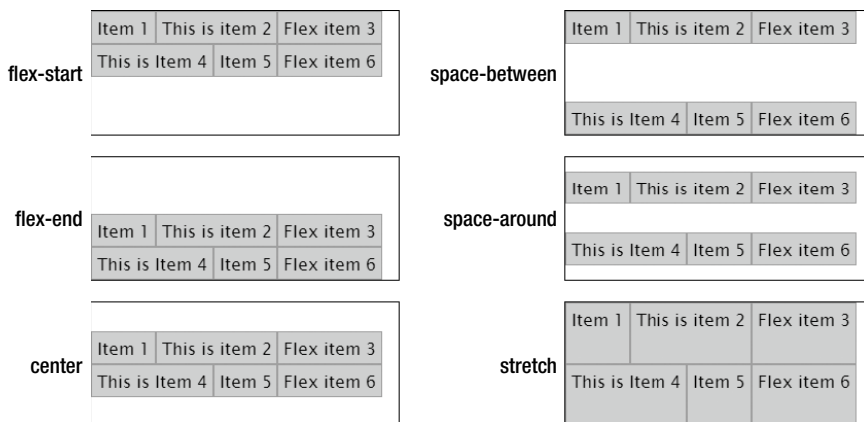 flex-start
Item 1 This is item 2 Flex item 3
This is Item 4 Item 5 Flex item 6
space-between
Item 1 This is item 2 Flex item 3
This is Item 4 Item 5 Flex item 6
flex-end
Item 1 This is item 2 Flex item 3
This is Item 4 Item 5 Flex item 6
space-around
Item 1 This is item 2 Flex item 3
This is Item 4 Item 5 Flex item 6
center
Item 1 This is item 2 Flex item 3
This is Item 4 Item 5 Flex item 6
stretch
Item 1 This is item 2 Flex item 3
This is Item 4 Item 5 Flex item 6